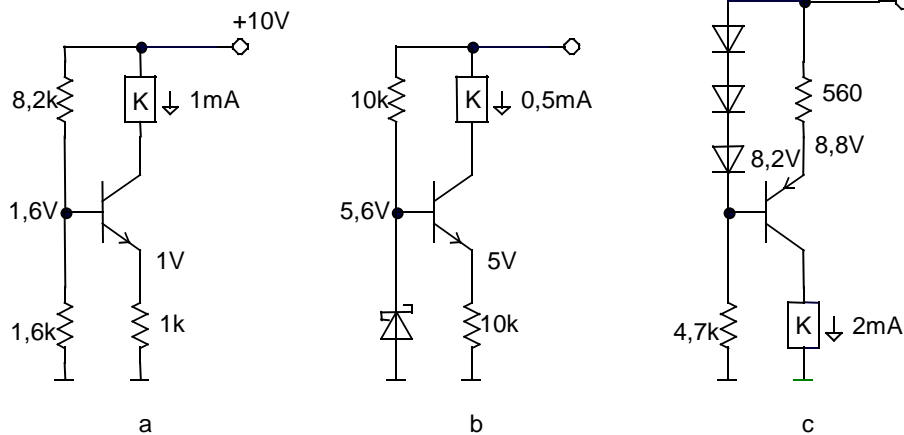 +10V
8,2k
K
1mA
1,6V
1V
1,6k
1k
a
10k
K
0,5mA
5,6V
5V
10k
b
560
8,2V
8,8V
4,7k
K
2mA
c